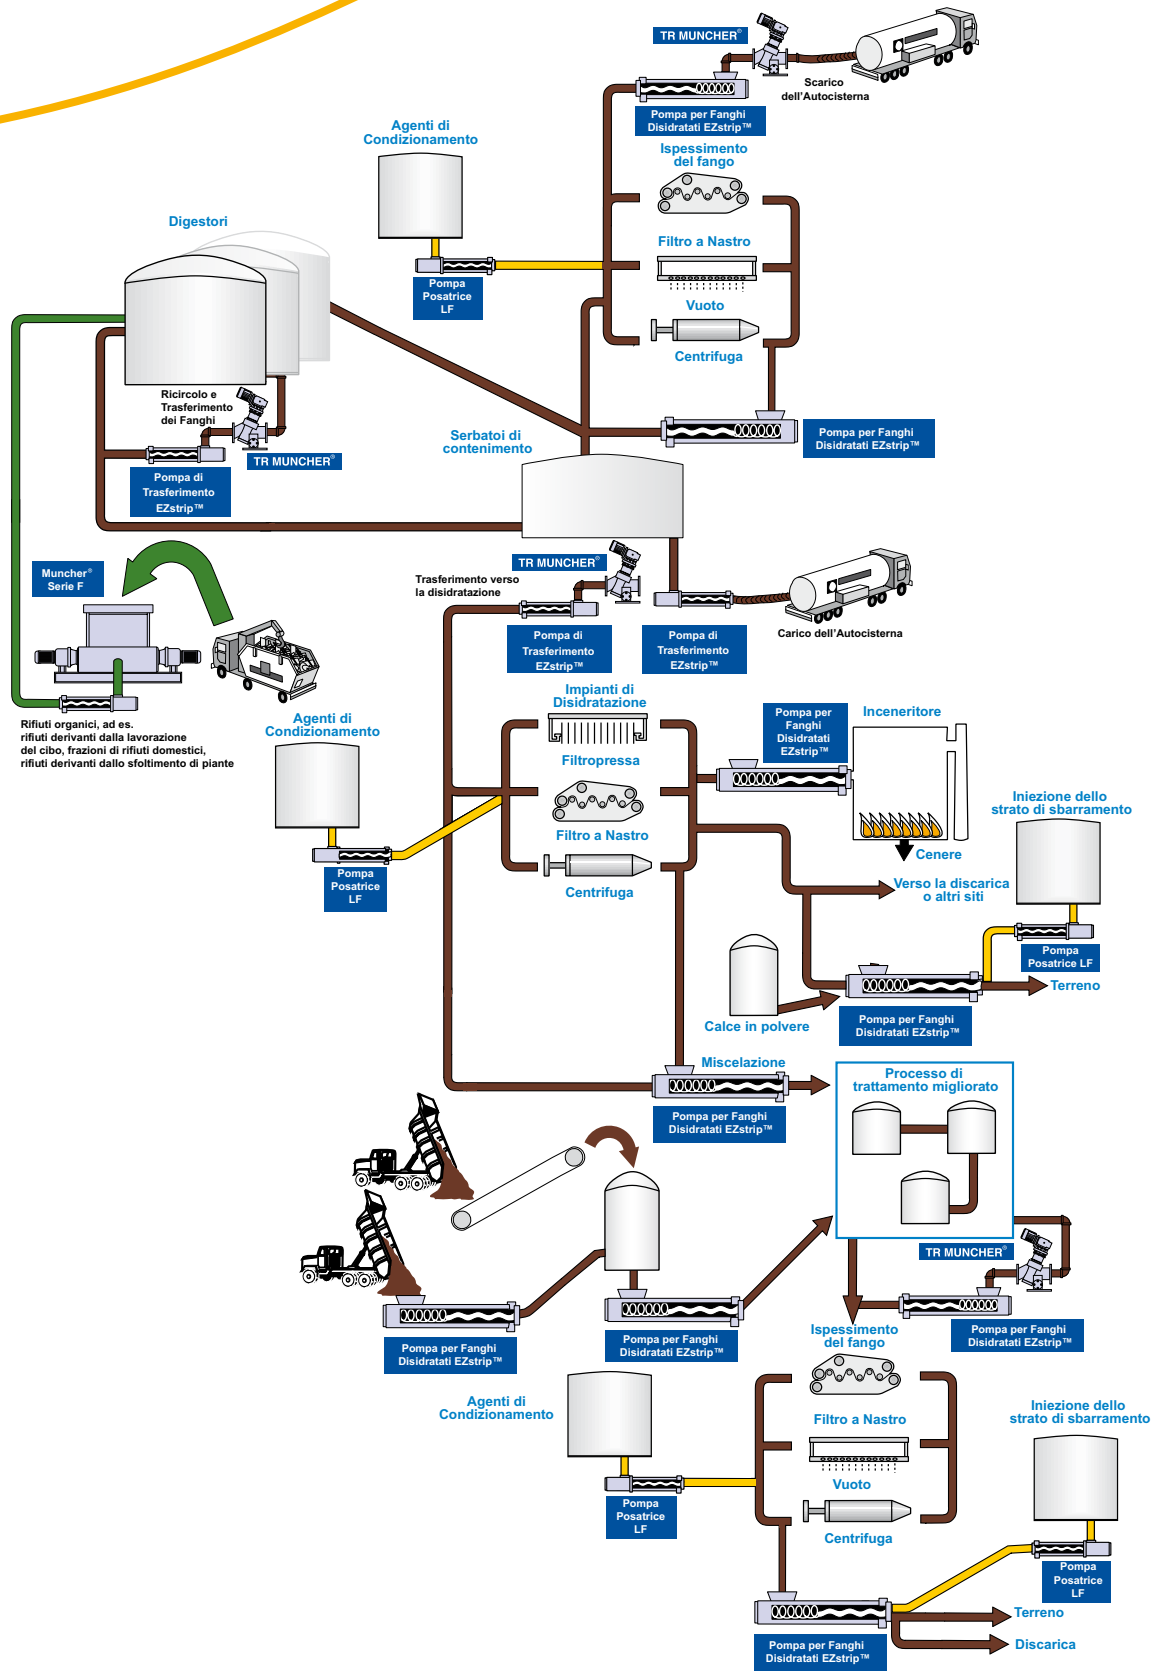 TR MUNCHER®
Scarico
dell'Autocisterna
Pompa per Fanghi
Disidratati EZstrip™
Agenti di
Condizionamento
Ispessimento
del fango
Digestori
Filtro a Nastro
Pompa
Posatrice
LF
Vuoto
Centrifuga
Ricircolo e
Trasferimento
dei Fanghi
Serbatoi di
contenimento
Pompa per Fanghi
Disidratati EZstrip™
TR MUNCHER®
Pompa di
Trasferimento
EZstrip™
TR MUNCHER®
Muncher®
Serie F
Trasferimento verso
la disidratazione
Pompa di
Trasferimento
EZstrip™
Pompa di
Trasferimento
EZstrip™
Carico dell'Autocisterna
Rifiuti organici, ad es.
rifiuti derivanti dalla lavorazione
del cibo, frazioni di rifiuti domestici,
rifiuti derivanti dallo sfoltimento di piante
Agenti di
Condizionamento
Impianti di
Disidratazione
Filtropressa
Pompa per
Fanghi
Disidratati
EZstrip™
Inceneritore
Iniezione dello
strato di sbarramento
Filtro a Nastro
Cenere
Pompa
Posatrice
LF
Centrifuga
Verso la discarica
o altri siti
Pompa
Posatrice LF
Terreno
Calce in polvere
Pompa per Fanghi
Disidratati EZstrip™
Miscelazione
Pompa per Fanghi
Disidratati EZstrip™
Processo di
trattamento migliorato
TR MUNCHER®
Pompa per Fanghi
Disidratati EZstrip™
Pompa per Fanghi
Disidratati EZstrip™
Pompa per Fanghi
Disidratati EZstrip™
Ispessimento
del fango
Agenti di
Condizionamento
Filtro a Nastro
Iniezione dello
strato di sbarramento
Vuoto
Pompa
Posatrice
LF
Centrifuga
Pompa
Posatrice
LF
Terreno
Discarica
Pompa per Fanghi
Disidratati EZstrip™